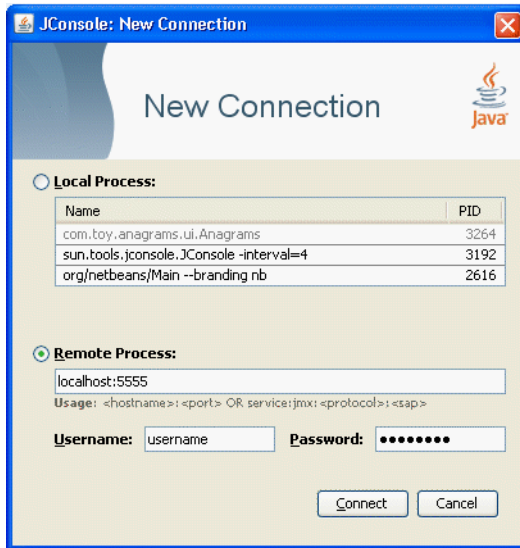 JConsole: New Connection
New Connection
Java
Local Process:
Name PID
com.toy.anagrams.ui.Anagrams 3264
sun.tools.jconsole.JConsole -interval=4 3192
org/netbeans/Main --branding nb 2616
Remote Process:
localhost:5555
Usage: <hostname>:<port> OR service:jmx:<protocol>:<sap>
Username: username Password: ●●●●●●●●
Connect Cancel